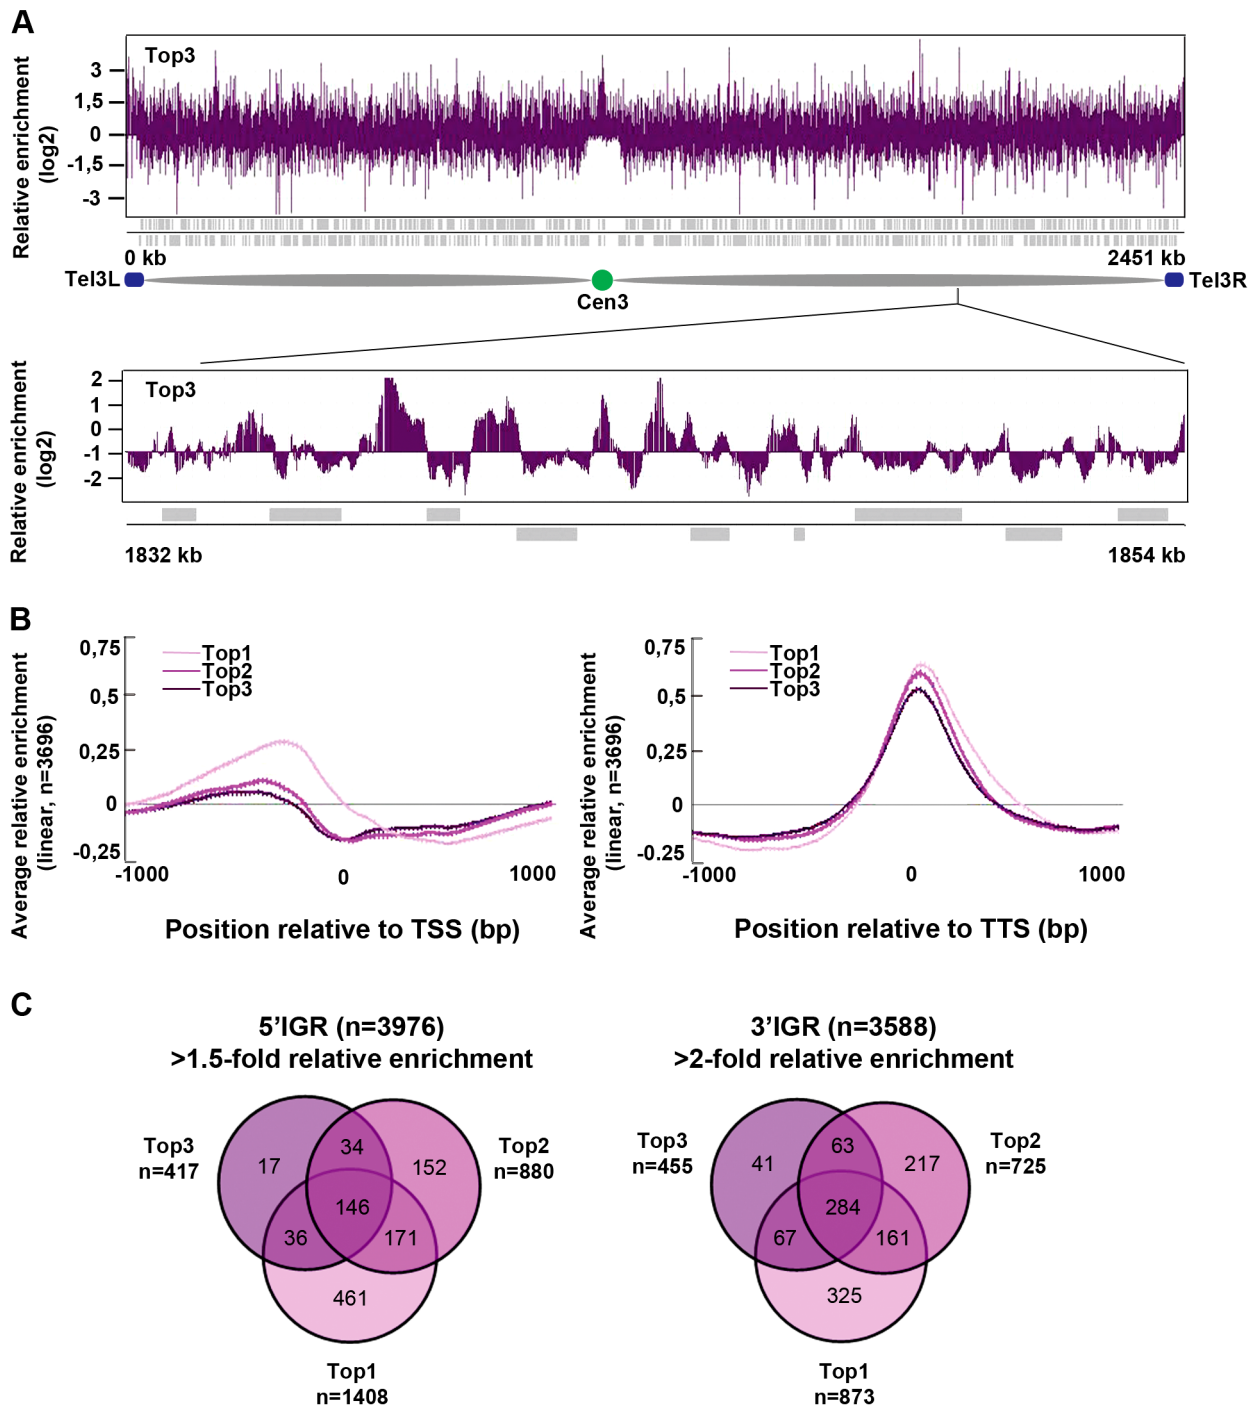 A
Top3
Relative enrichment
(log2)
3
1,5
0
-1,5
-3
0 kb
2451 kb
Tel3L
Tel3R
Cen3
Top3
Relative enrichment
(log2)
2
1
0
-1
-2
1832 kb
1854 kb
B
Average relative enrichment
(linear, n=3696)
0,75
0,5
0,25
0
-0,25
Top1
Top2
Top3
-1000
0
1000
Position relative to TSS (bp)
Average relative enrichment
(linear, n=3696)
0,75
0,5
0,25
0
-0.25
Top1
Top2
Top3
-1000
0
1000
Position relative to TTS (bp)
C
5’IGR (n=3976)
>1.5-fold relative enrichment
Top3
n=417
Top2
n=880
17
34
152
146
36
171
461
Top1
n=1408
3’IGR (n=3588)
>2-fold relative enrichment
Top3
n=455
Top2
n=725
41
63
217
284
67
161
325
Top1
n=873